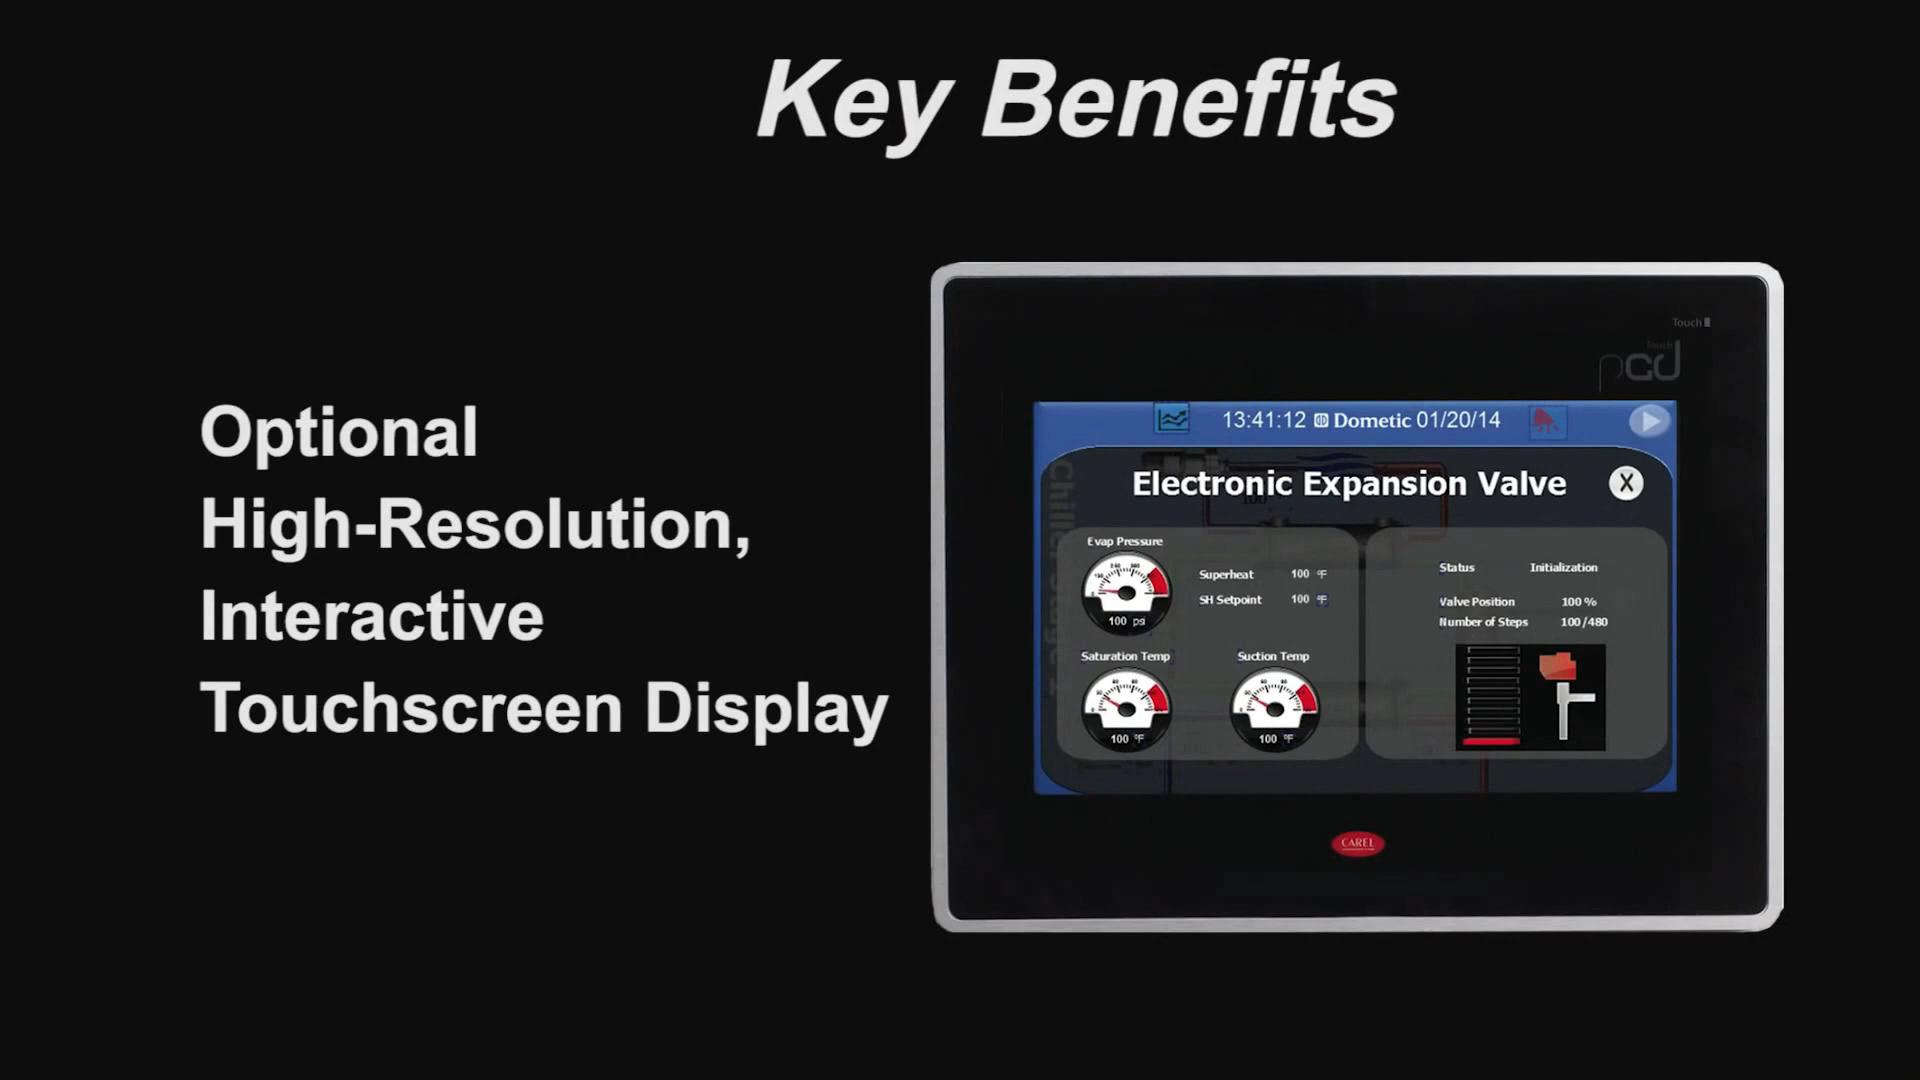 Key Benefits
Optional
High-Resolution,
Interactive
Touchscreen Display
Touch
Touch
pGD
13:41:12 Dometic 01/20/14
Electronic Expansion Valve X
Evap Pressure
100 psi
Superheat 100 °F
SH Setpoint 100 °F
Saturation Temp
100 °F
Suction Temp
100 °F
Status Initialization
Valve Position 100 %
Number of Steps 100/480
CAREL